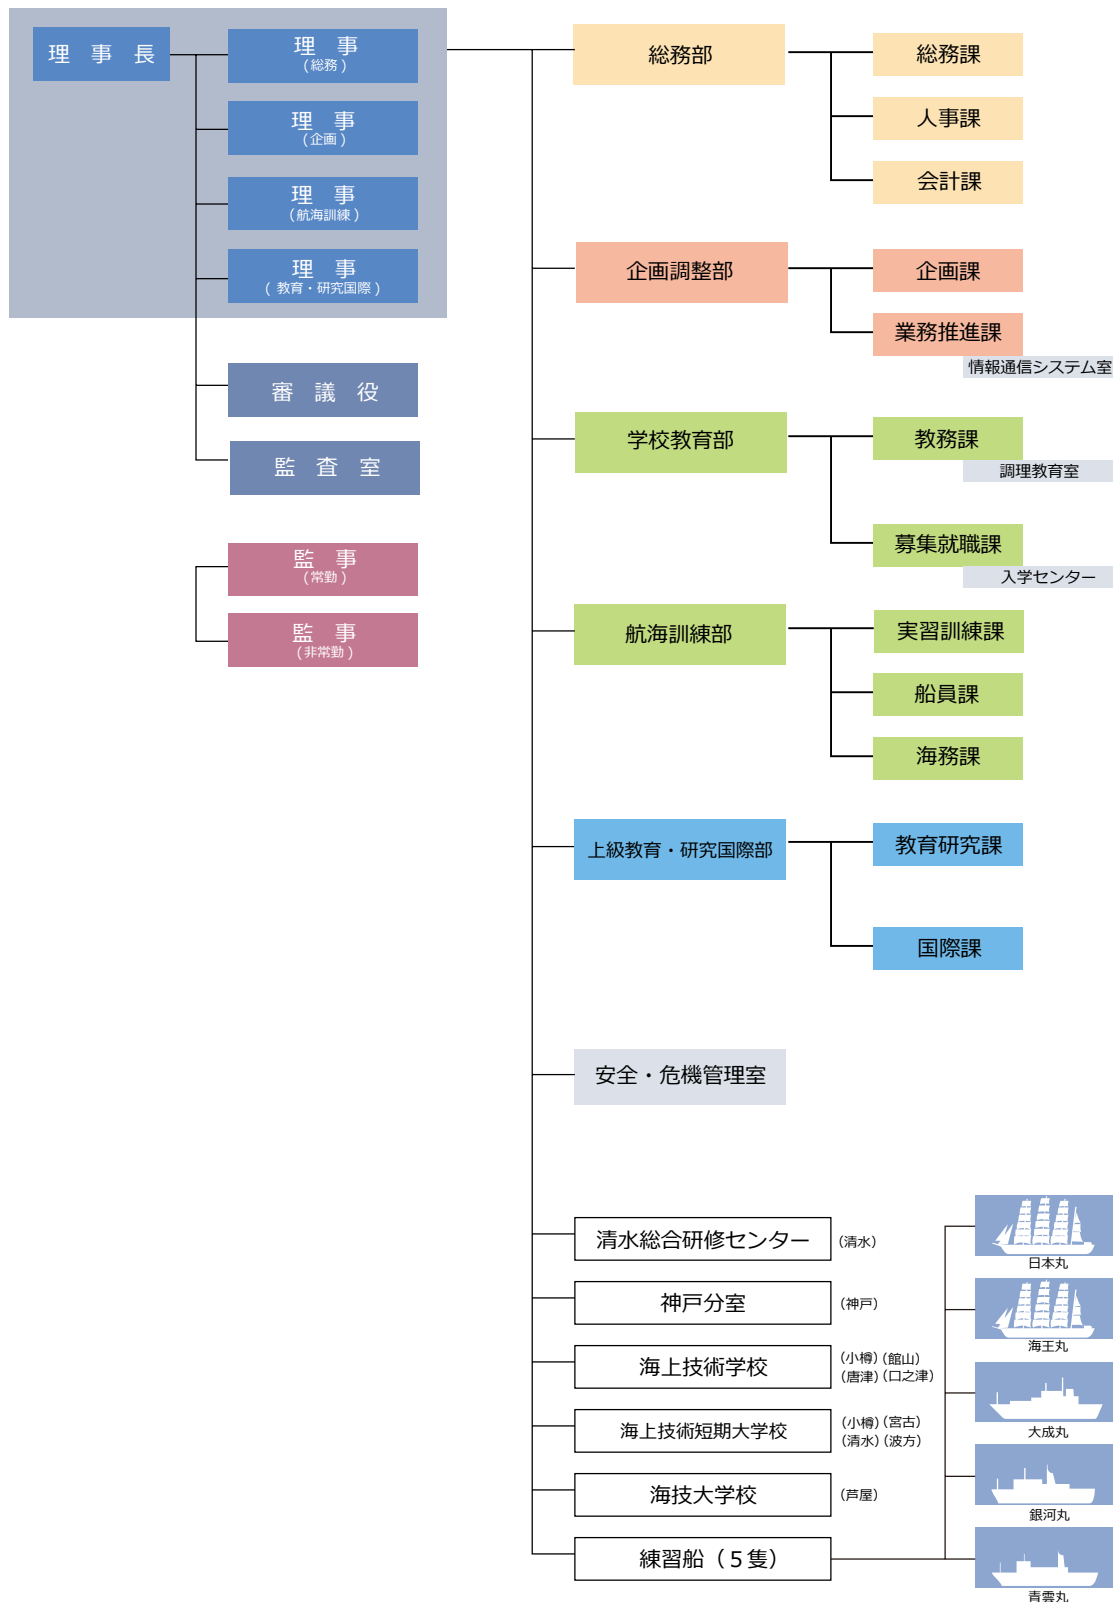 理 事 長
理 事
(総務)
理 事
(企画)
理 事
(航海訓練)
理 事
( 教育・研究国際 )
審 議 役
監 査 室
監 事
(常勤)
監 事
(非常勤)
総務部
総務課
人事課
会計課
企画調整部
企画課
業務推進課
情報通信システム室
学校教育部
教務課
調理教育室
募集就職課
入学センター
航海訓練部
実習訓練課
船員課
海務課
上級教育・研究国際部
教育研究課
国際課
安全・危機管理室
清水総合研修センター
(清水)
神戸分室
(神戸)
海上技術学校
(小樽) (館山)
(唐津) (口之津)
海上技術短期大学校
(小樽) (宮古)
(清水) (波方)
海技大学校
(芦屋)
練習船（５隻）
日本丸
海王丸
大成丸
銀河丸
青雲丸